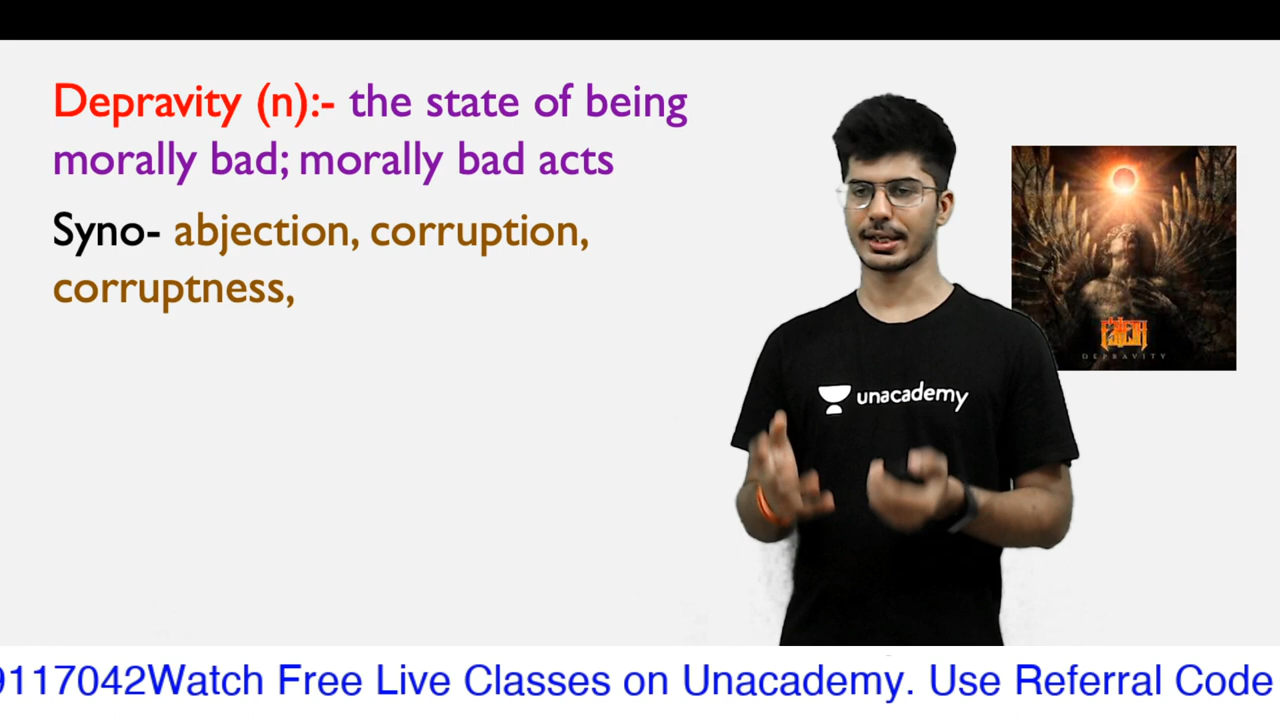 Depravity (n):- the state of being
morally bad; morally bad acts
Syno- abjection, corruption,
corruptness,
unacademy
DEPRAVITY
9117042Watch Free Live Classes on Unacademy. Use Referral Code